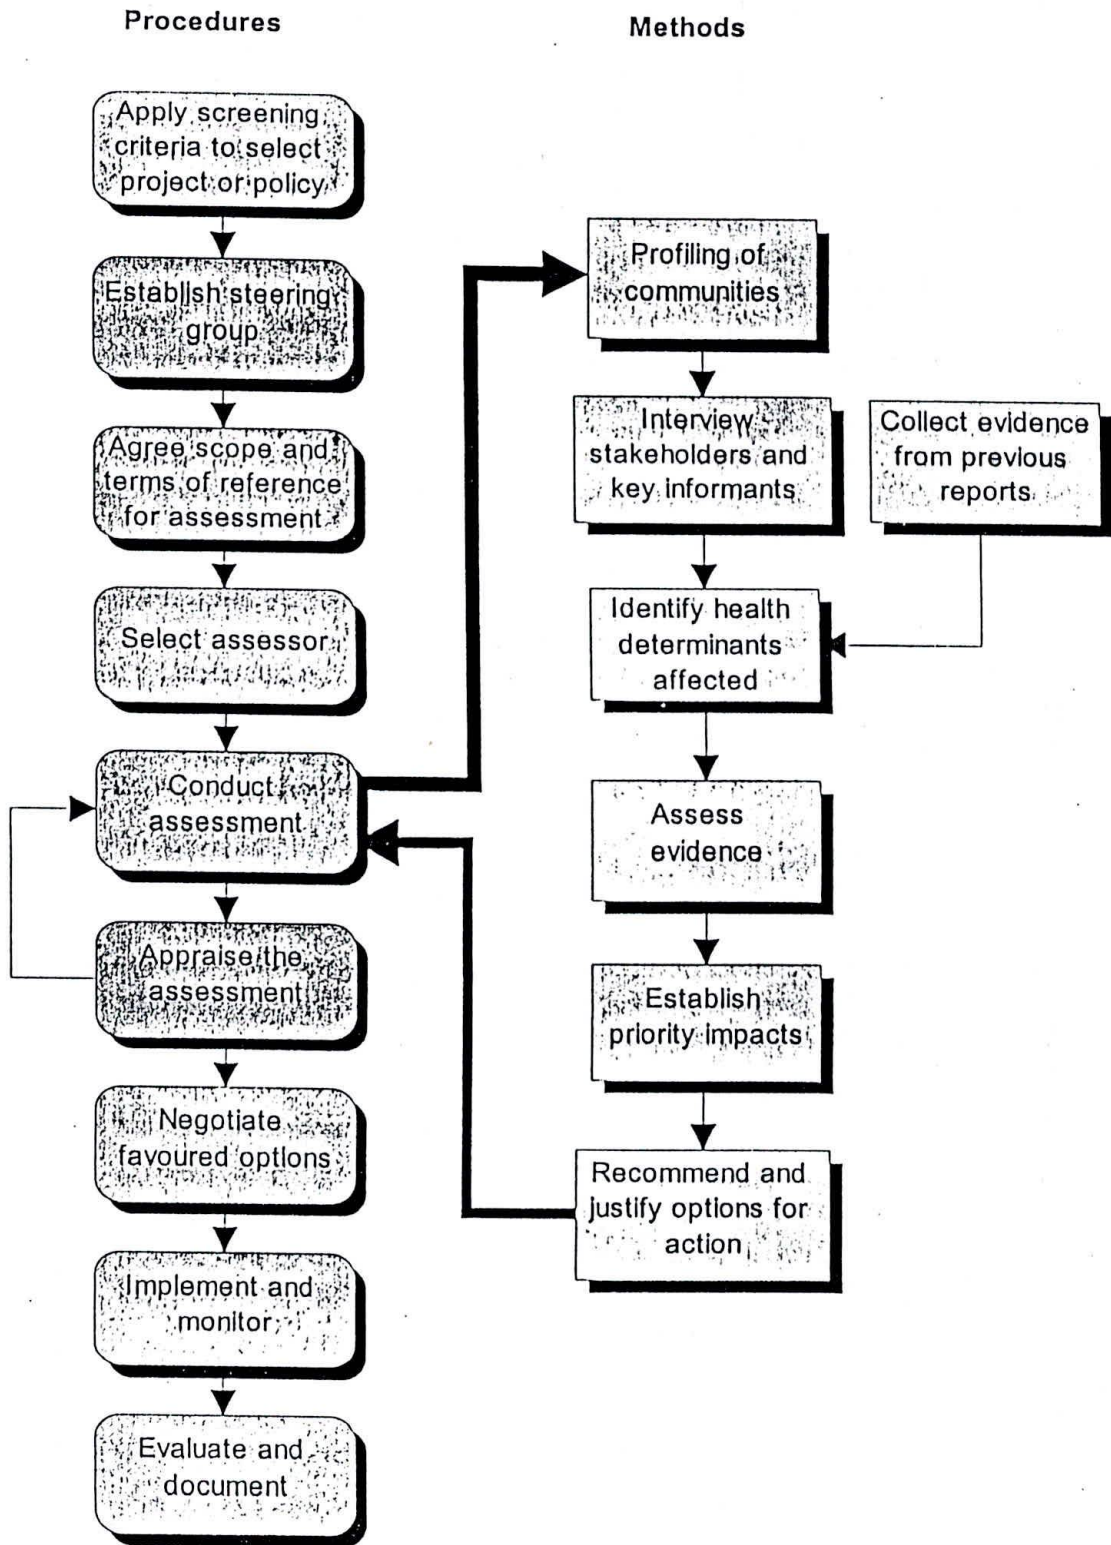 Procedures
Methods
Apply screening
criteria to select
project or policy
Establish steering
group
Agree scope and
terms of reference
for assessment
Select assessor
Conduct
assessment
Appraise the
assessment
Negotiate
favoured options
Implement and
monitor
Evaluate and
document
Profiling of
communities
Interview
stakeholders and
key informants
Collect evidence
from previous
reports
Identify health
determinants
affected
Assess
evidence
Establish
priority impacts
Recommend and
justify options for
action